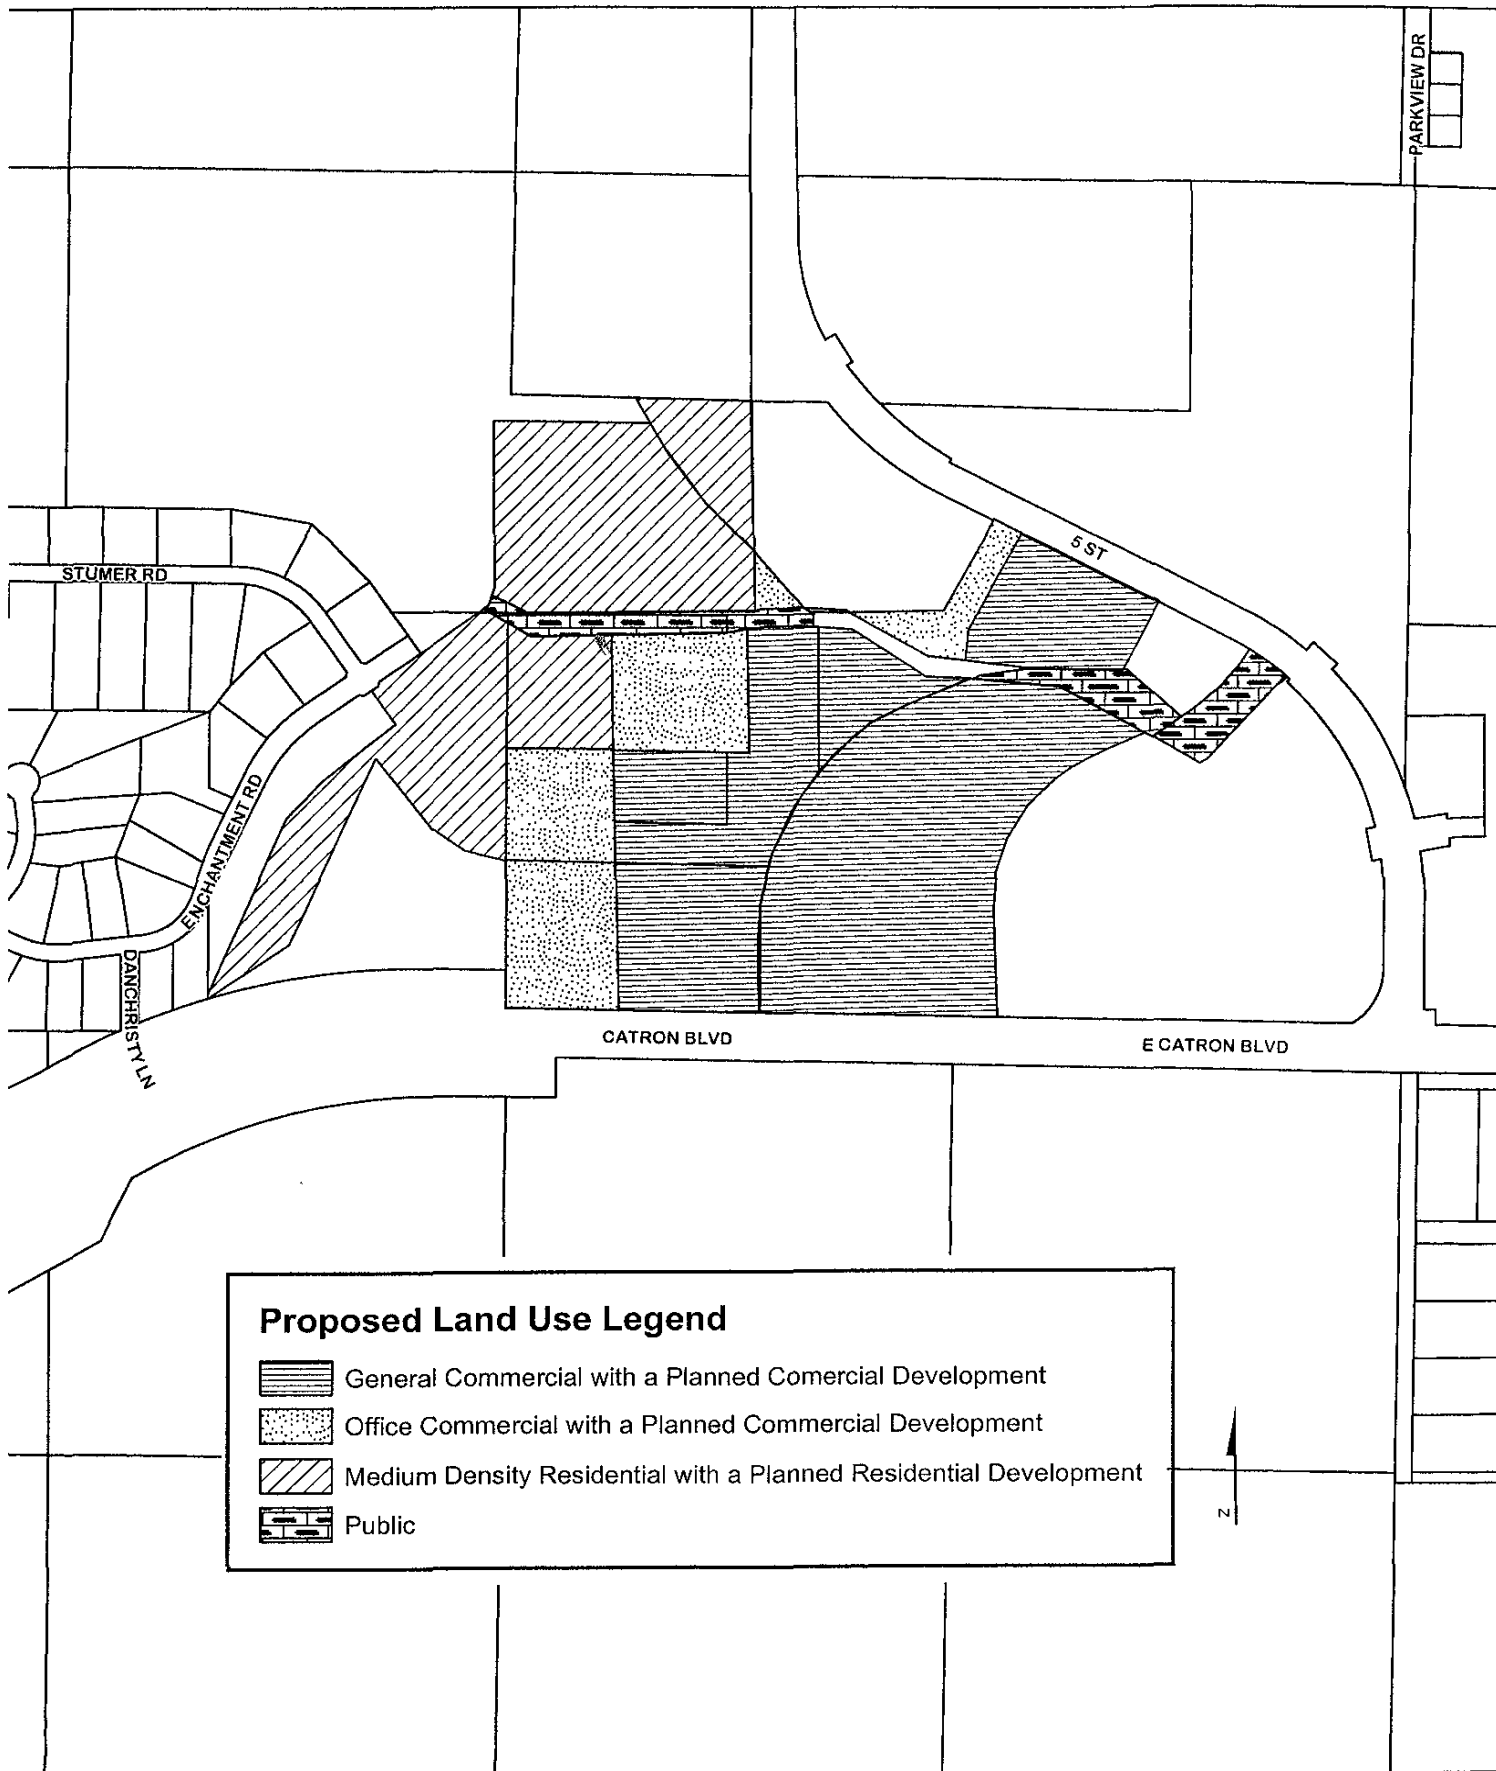 PARKVIEW DR
5 ST
STUMER RD
ENCHANTMENT RD
DANCHRISTY LN
CATRON BLVD
E CATRON BLVD
Proposed Land Use Legend
General Commercial with a Planned Comercial Development
Office Commercial with a Planned Commercial Development
Medium Density Residential with a Planned Residential Development
Public
N